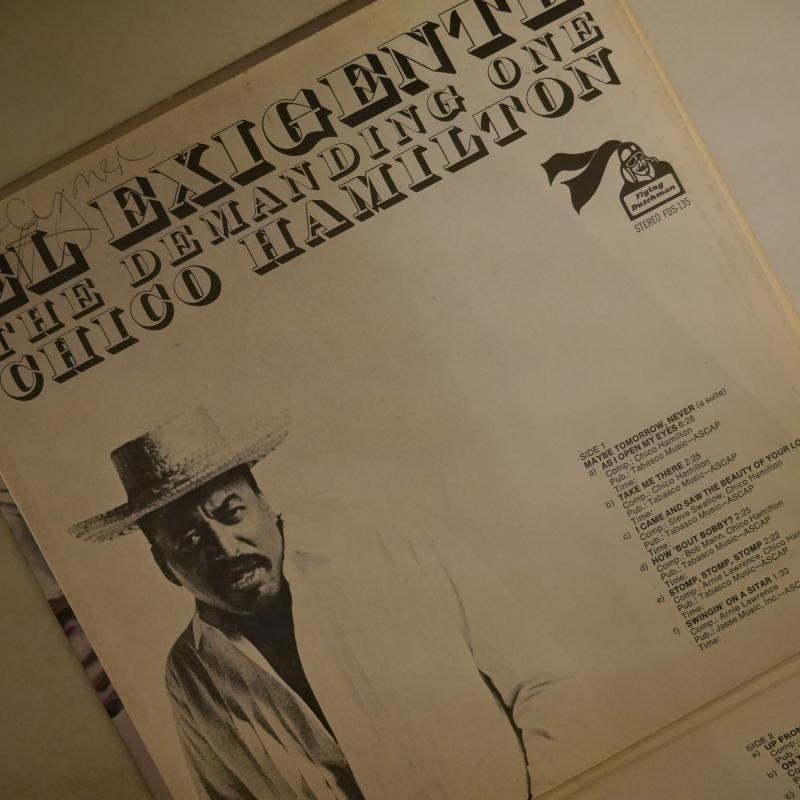 EL EXIGENTE
THE DEMANDING ONE
CHICO HAMILTON
Flying
Dutchman
STEREO FDS-135
SIDE 1
MAYBE TOMORROW, NEVER (a suite)
a) AS I OPEN MY EYES 6:28
Comp.: Chico Hamilton
Pub.: Tabasco Music—ASCAP
Time:
b) TAKE ME THERE 2:25
Comp.: Chico Hamilton
Pub.: Tabasco Music—ASCAP
Time:
c) I CAME AND SAW THE BEAUTY OF YOUR
Comp.: Steve Swallow, Chico Hamilton
Pub.: Tabasco Music—ASCAP
Time:
d) HOW 'BOUT BOBBY? 2:25
Comp.: Bob Mann, Chico Hamilton
Pub.: Tabasco Music—ASCAP
Time:
e) STOMP, STOMP, STOMP 2:22
Comp.: Arnie Lawrence, Chico
Pub.: Tabasco Music—ASCAP
Time:
f) SWINGIN' ON A SITAR 1:33
Comp.: Arnie Lawrence
Pub.: Jasse Music, Inc.—
Time:
SIDE 2
a) UP
Comp.:
Pub.:
b) ON
c)